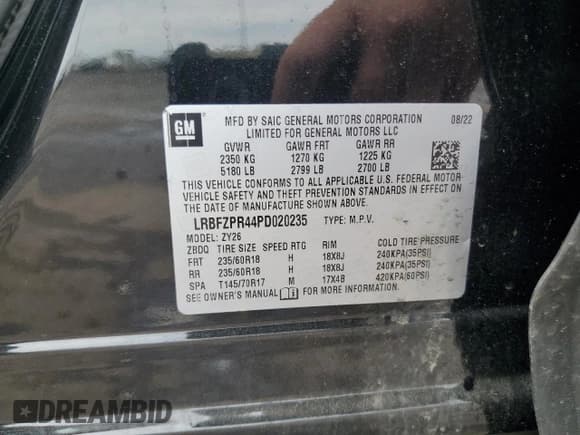 GM
MFD BY SAIC GENERAL MOTORS CORPORATION 08/22
LIMITED FOR GENERAL MOTORS LLC
GVWR GAWR FRT GAWR RR
2350 KG 1270 KG 1225 KG
5180 LB 2799 LB 2700 LB
THIS VEHICLE CONFORMS TO ALL APPLICABLE U.S. FEDERAL MOTOR
VEHICLE SAFETY AND THEFT PREVENTION STANDARDS IN EFFECT ON
THE DATE OF MANUFACTURE SHOWN ABOVE.
LRBFZPR44PD020235 TYPE: M.P.V.
MODEL: ZY26
ZBDQ TIRE SIZE SPEED RTG RIM COLD TIRE PRESSURE
FRT 235/60R18 H 18X8J 240KPA(35PSI)
RR 235/60R18 H 18X8J 240KPA(35PSI)
SPA T145/70R17 M 17X4B 420KPA(60PSI)
SEE OWNER'S MANUAL FOR MORE INFORMATION.
DREAMBID